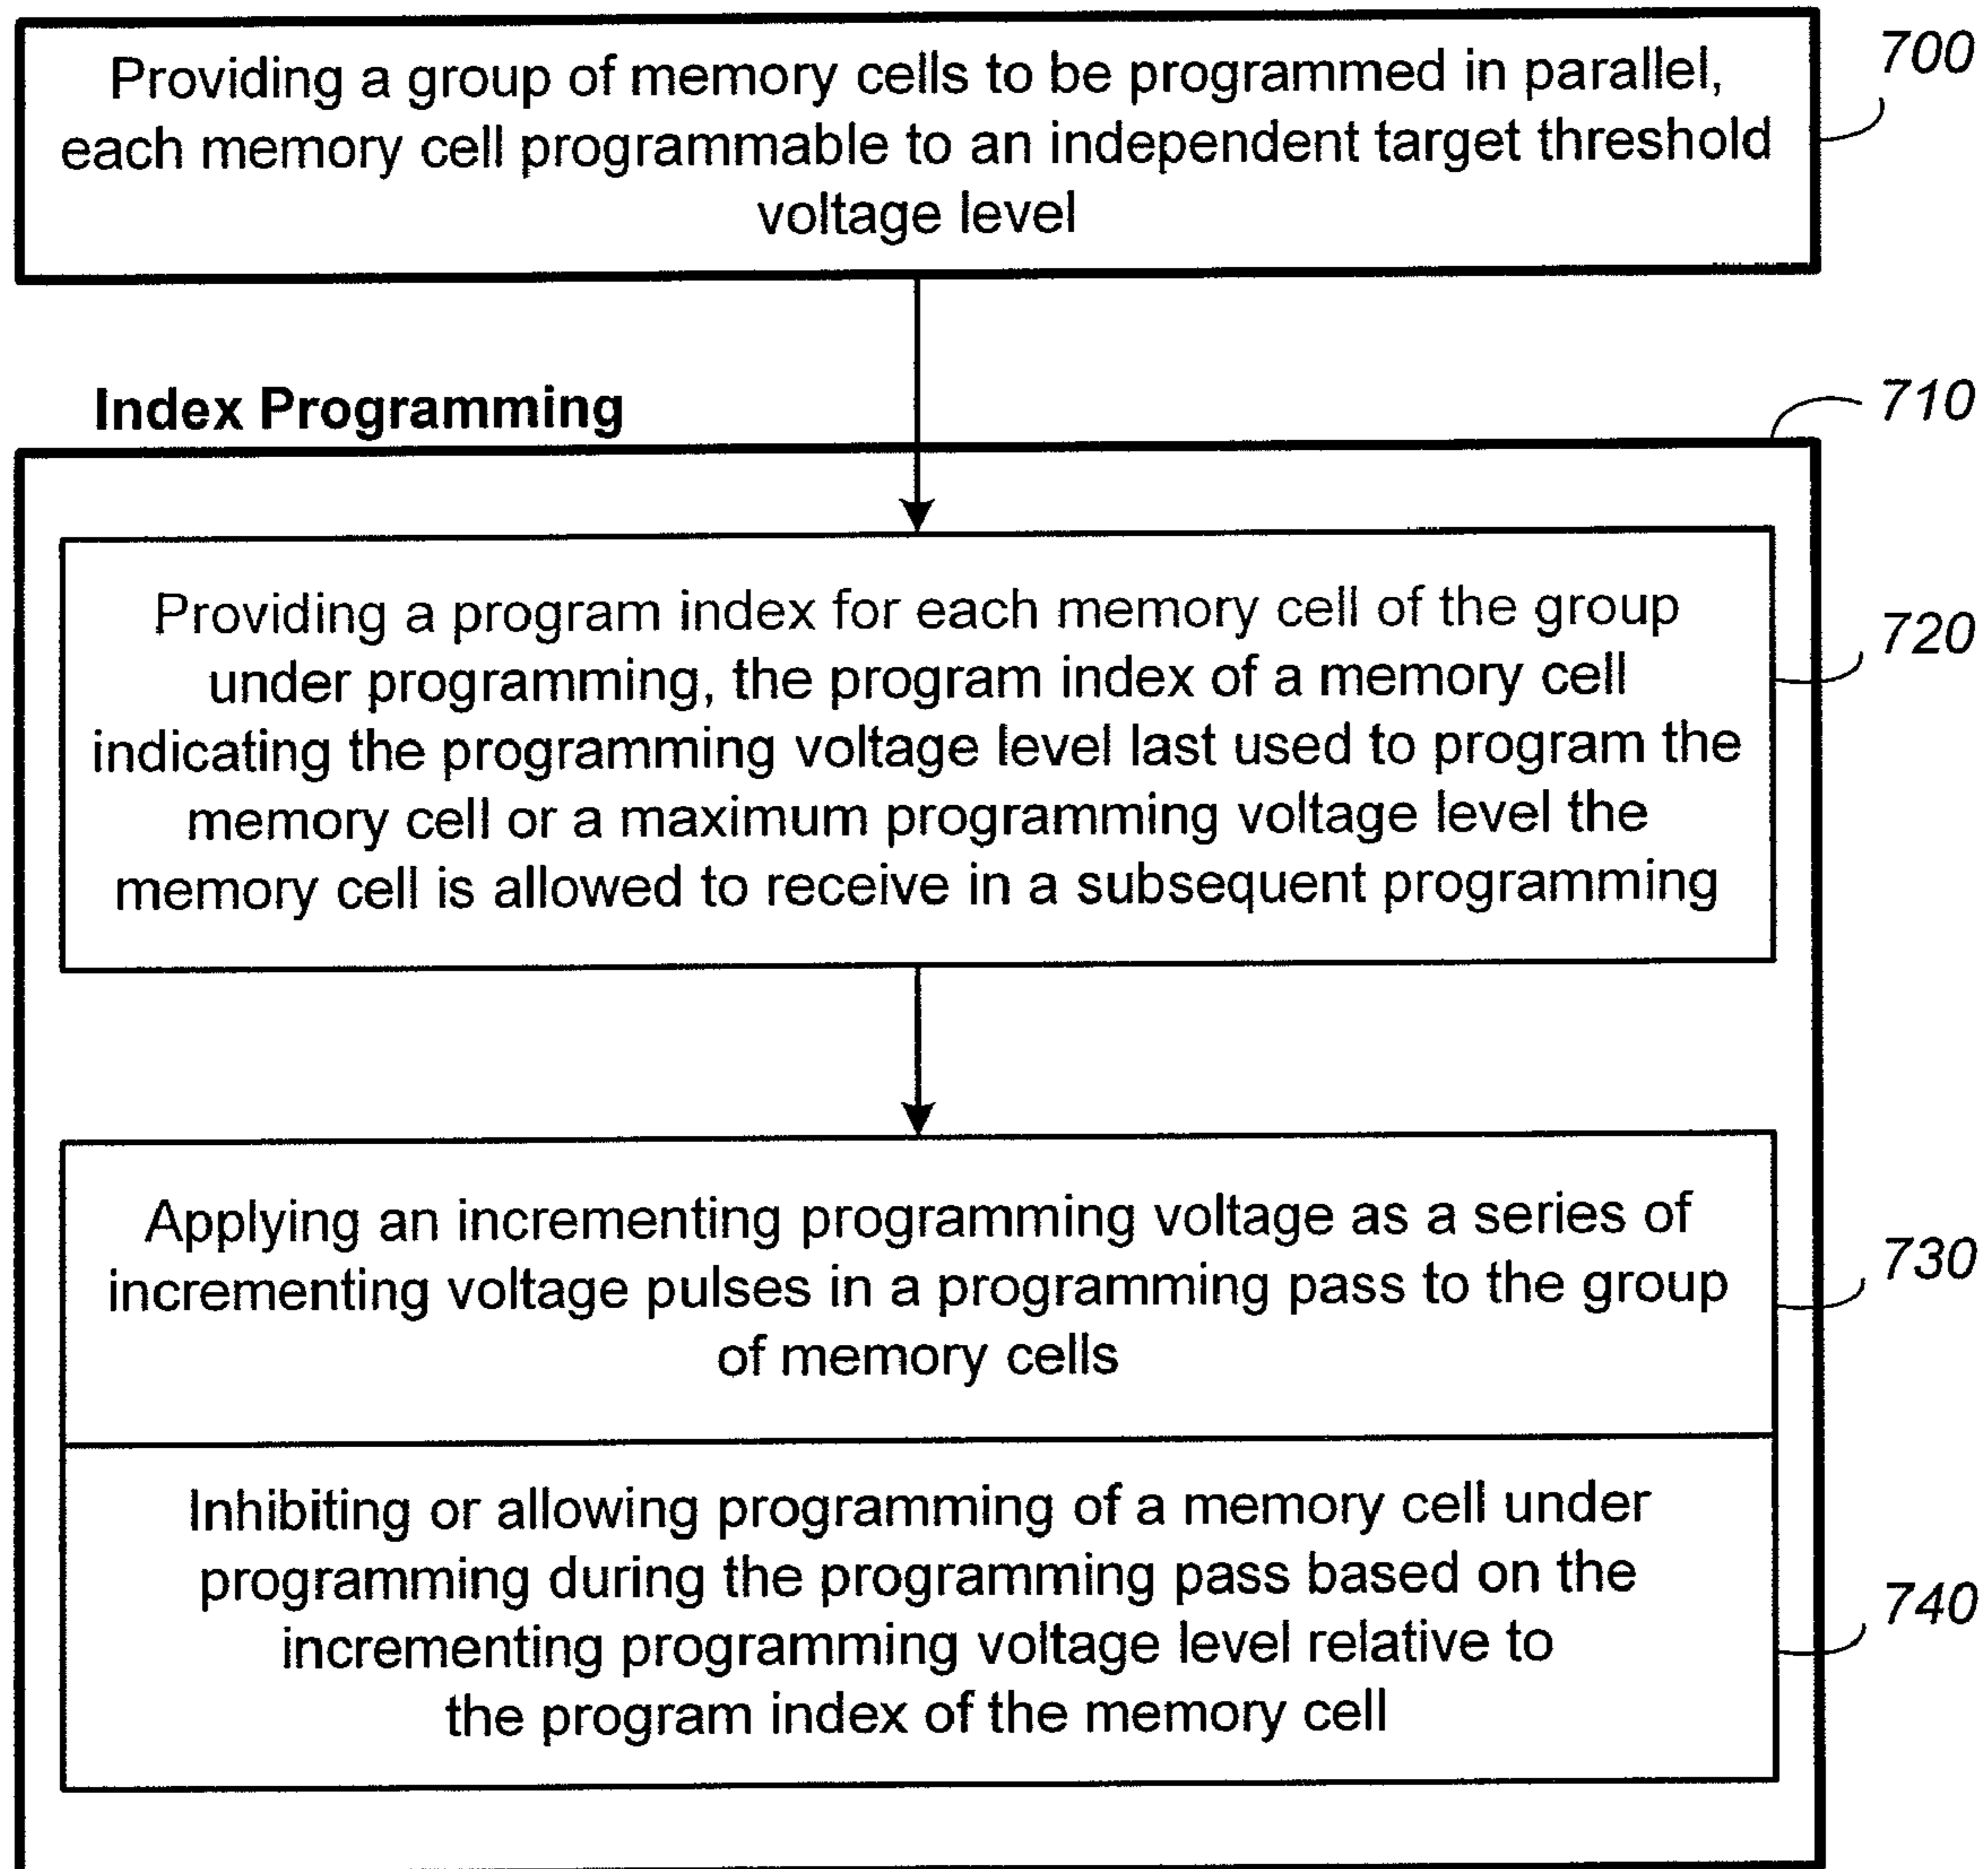 Providing a group of memory cells to be programmed in parallel,
each memory cell programmable to an independent target threshold
voltage level
700
Index Programming
710
Providing a program index for each memory cell of the group
under programming, the program index of a memory cell
indicating the programming voltage level last used to program the
memory cell or a maximum programming voltage level the
memory cell is allowed to receive in a subsequent programming
720
Applying an incrementing programming voltage as a series of
incrementing voltage pulses in a programming pass to the group
of memory cells
730
Inhibiting or allowing programming of a memory cell under
programming during the programming pass based on the
incrementing programming voltage level relative to
the program index of the memory cell
740